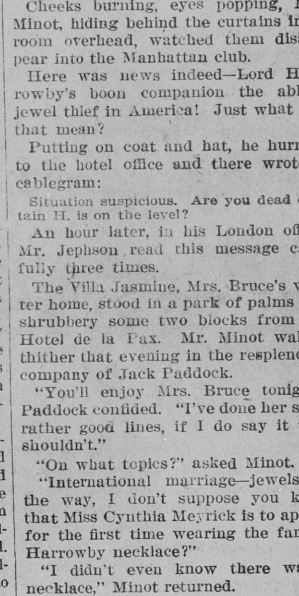 Cheeks burning, eyes popping,
Minot, hiding behind the curtains i
room overhead, watched them dis
pear into the Manhattan club.
Here was news indeed—Lord H
rowby's boon companion the ab
jewel thief in America! Just what
that mean?
Putting on coat and hat, he hur
to the hotel office and there wrot
cablegram:
Situation suspicious. Are you dead
tain H. is on the level?
An hour later, in his London of
Mr. Jephson read this message c
fully three times.
The Villa Jasmine, Mrs. Bruce's v
ter home, stood in a park of palms
shrubbery some two blocks from
Hotel de la Pax. Mr. Minot wal
thither that evening in the resplend
company of Jack Paddock.
"You'll enjoy Mrs. Bruce tonig
Paddock confided. "I've done her s
rather good lines, if I do say it
shouldn't."
"On what topics?" asked Minot.
"International marriage—jewels
the way, I don't suppose you k
that Miss Cynthia Meyrick is to ap
for the first time wearing the fam
Harrowby necklace?"
"I didn't even know there wa
necklace," Minot returned.